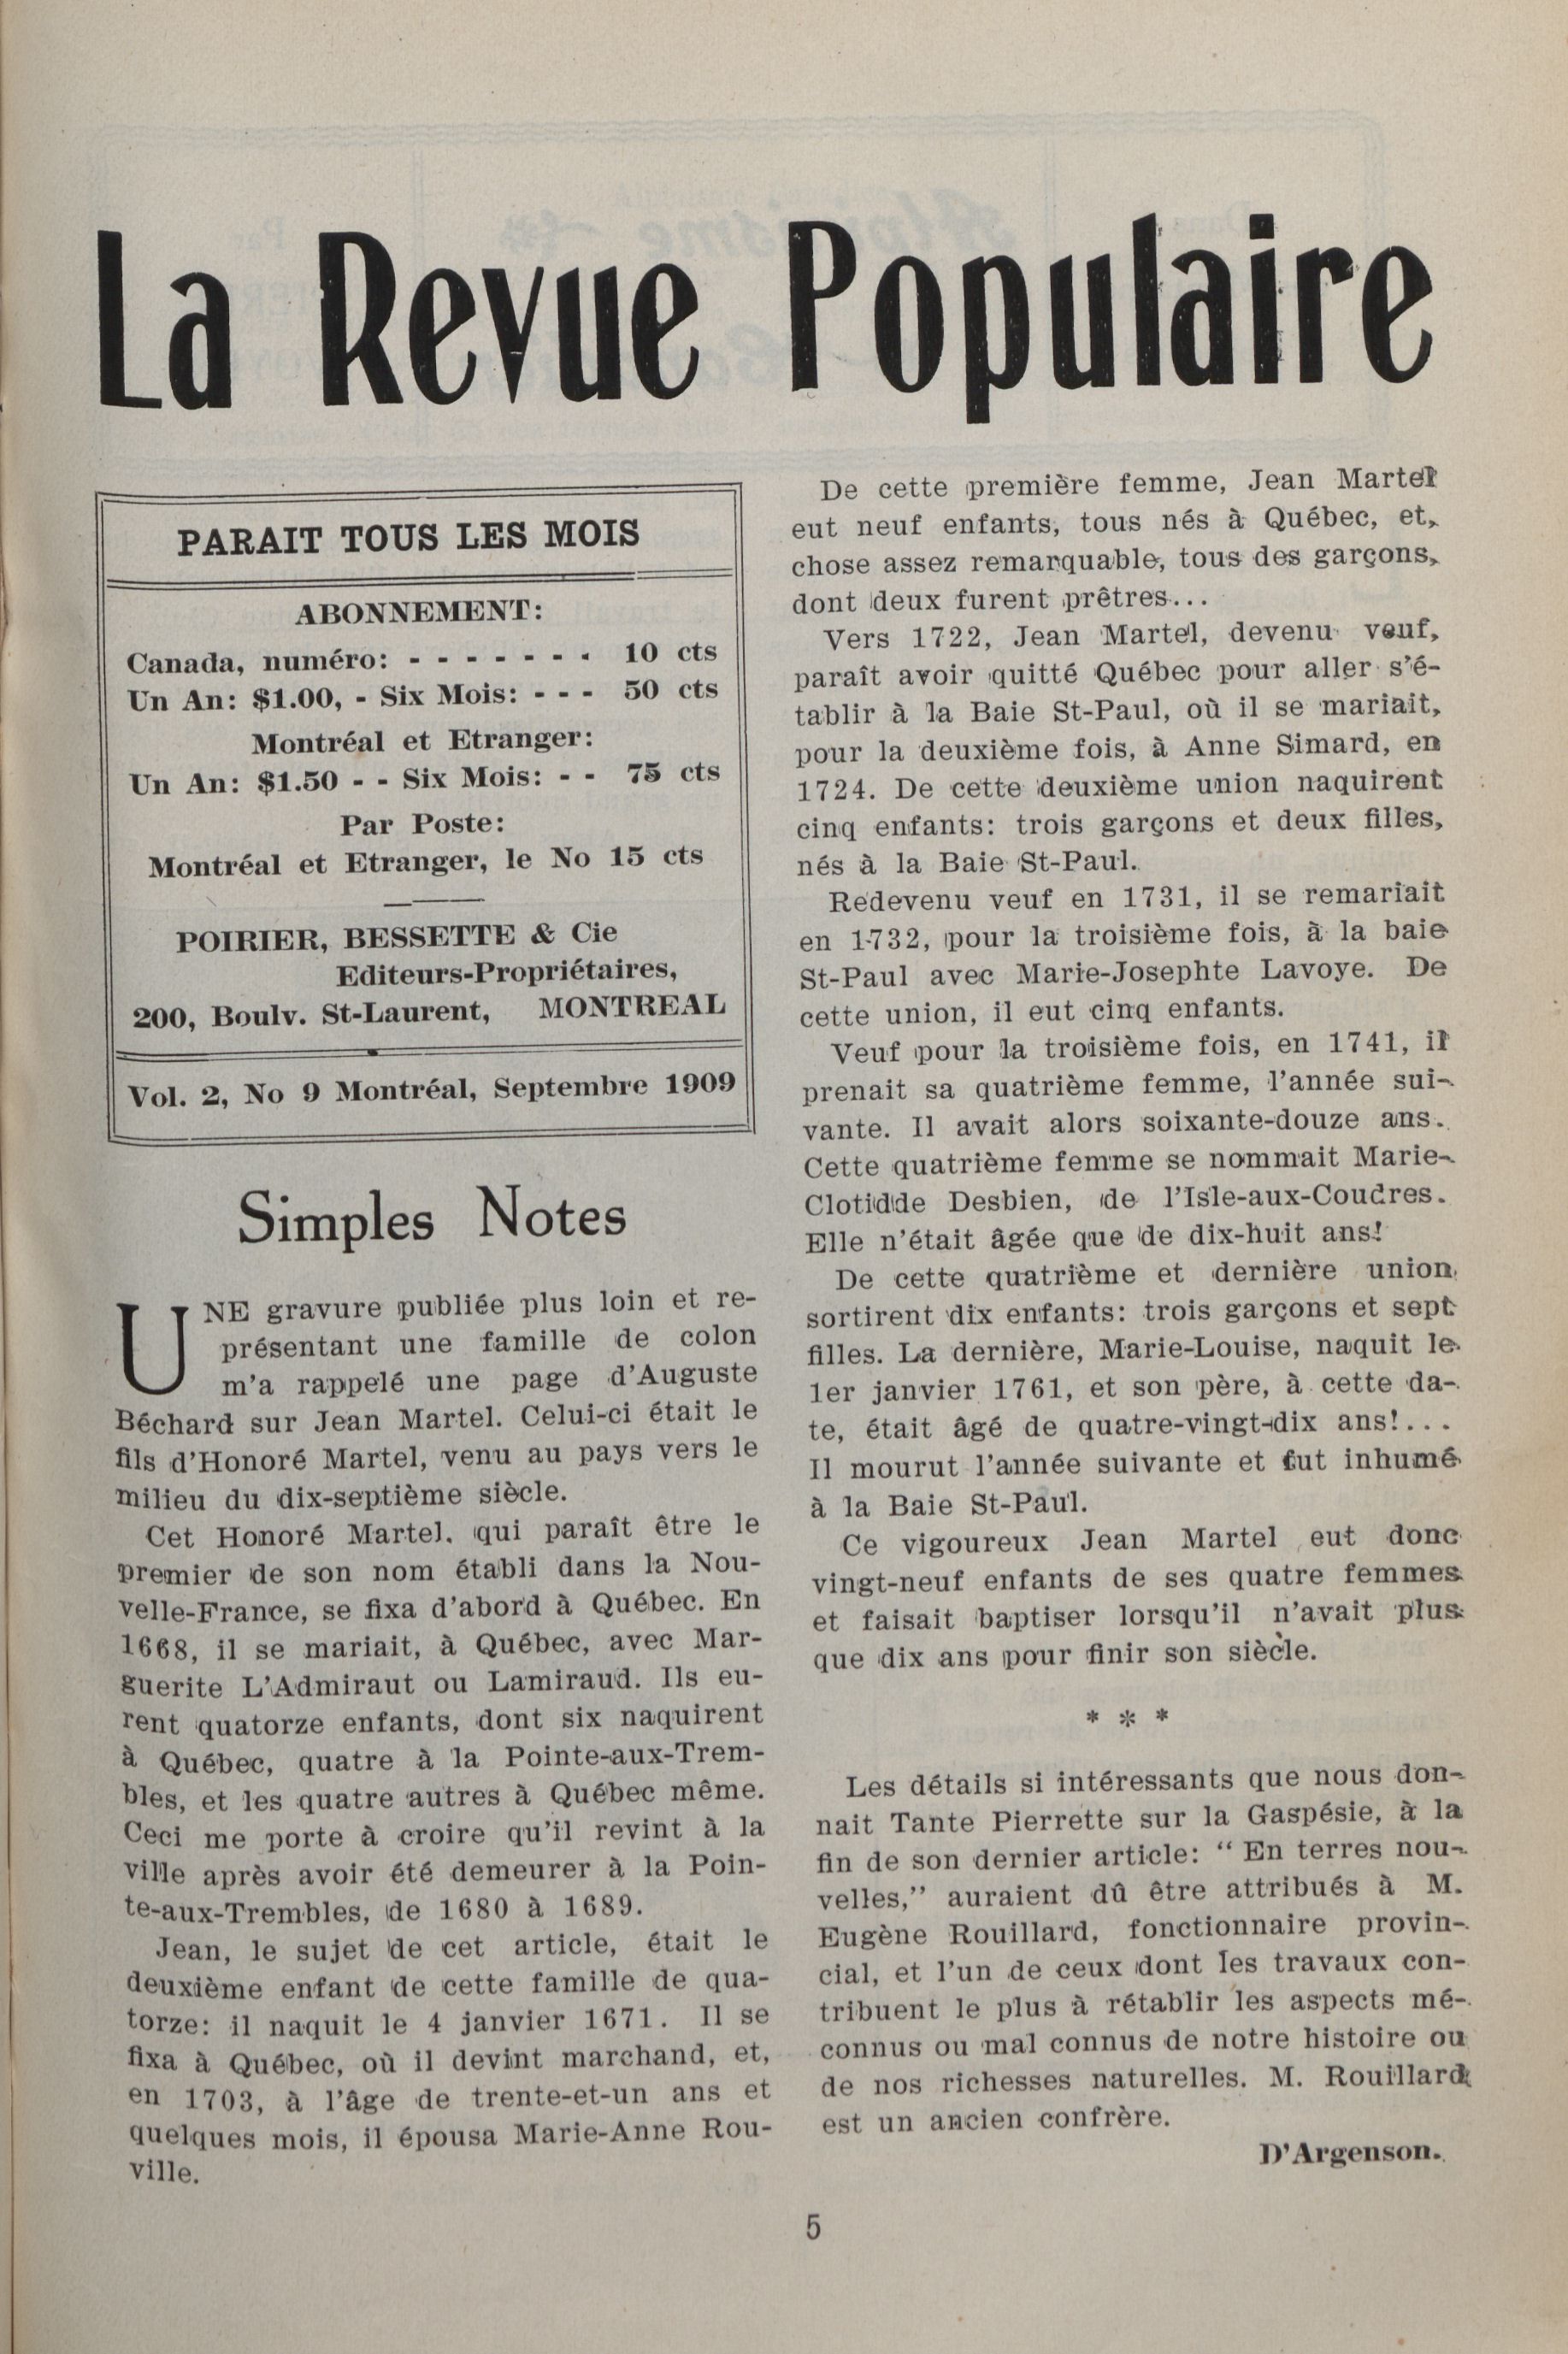 La Revue Populaire
PARAIT TOUS LES MOIS
ABONNEMENT:
Canada, numéro: - - - - - - - 10 cts
Un An: $1.00, - Six Mois: - - - 50 cts
Montréal et Etranger:
Un An: $1.50 - - Six Mois: - - 75 cts
Par Poste:
Montréal et Etranger, le No 15 cts
POIRIER, BESSETTE & Cie
Editeurs-Propriétaires,
200, Boulv. St-Laurent, MONTREAL
Vol. 2, No 9 Montréal, Septembre 1909
Simples Notes
UNE gravure publiée plus loin et re-
présentant une famille de colon
m'a rappelé une page d'Auguste
Béchard sur Jean Martel. Celui-ci était le
fils d'Honoré Martel, venu au pays vers le
milieu du dix-septième siècle.
Cet Honoré Martel. qui paraît être le
premier de son nom établi dans la Nou-
velle-France, se fixa d'abord à Québec. En
1668, il se mariait, à Québec, avec Mar-
guerite L'Admiraut ou Lamiraud. Ils eu-
rent quatorze enfants, dont six naquirent
à Québec, quatre à la Pointe-aux-Trem-
bles, et les quatre autres à Québec même.
Ceci me porte à croire qu'il revint à la
ville après avoir été demeurer à la Poin-
te-aux-Trembles, de 1680 à 1689.
Jean, le sujet de cet article, était le
deuxième enfant de cette famille de qua-
torze: il naquit le 4 janvier 1671. Il se
fixa à Québec, où il devint marchand, et,
en 1703, à l'âge de trente-et-un ans et
quelques mois, il épousa Marie-Anne Rou-
ville.
De cette première femme, Jean Martel
eut neuf enfants, tous nés à Québec, et,
chose assez remarquable, tous des garçons,
dont deux furent prêtres...
Vers 1722, Jean Martel, devenu veuf,
paraît avoir quitté Québec pour aller s'é-
tablir à la Baie St-Paul, où il se mariait,
pour la deuxième fois, à Anne Simard, en
1724. De cette deuxième union naquirent
cinq enfants: trois garçons et deux filles,
nés à la Baie St-Paul.
Redevenu veuf en 1731, il se remariait
en 1732, pour la troisième fois, à la baie
St-Paul avec Marie-Josephte Lavoye. De
cette union, il eut cinq enfants.
Veuf pour la troisième fois, en 1741, il
prenait sa quatrième femme, l'année sui-
vante. Il avait alors soixante-douze ans.
Cette quatrième femme se nommait Marie-
Clotidde Desbien, de l'Isle-aux-Coudres.
Elle n'était âgée que de dix-huit ans!
De cette quatrième et dernière union
sortirent dix enfants: trois garçons et sept
filles. La dernière, Marie-Louise, naquit le
1er janvier 1761, et son père, à cette da-
te, était âgé de quatre-vingt-dix ans!...
Il mourut l'année suivante et fut inhumé
à la Baie St-Paul.
Ce vigoureux Jean Martel eut donc
vingt-neuf enfants de ses quatre femmes
et faisait baptiser lorsqu'il n'avait plus
que dix ans pour finir son siècle.
* * *
Les détails si intéressants que nous don-
nait Tante Pierrette sur la Gaspésie, à la
fin de son dernier article: " En terres nou-
velles," auraient dû être attribués à M.
Eugène Rouillard, fonctionnaire provin-
cial, et l'un de ceux dont les travaux con-
tribuent le plus à rétablir les aspects mé-
connus ou mal connus de notre histoire ou
de nos richesses naturelles. M. Rouillard
est un ancien confrère.
D'Argenson.
5